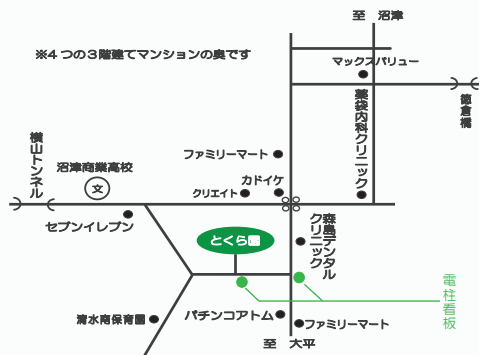 至 沼津
※4つの3階建てマンションの奥です
マックスバリュー
徳倉橋
薬袋内科クリニック
横山トンネル
ファミリーマート
沼津商業高校
文
カドイケ
クリエイト
セブンイレブン
とくら園
森島デンタルクリニック
電柱看板
清水南保育園
パチンコアトム
ファミリーマート
至 大平